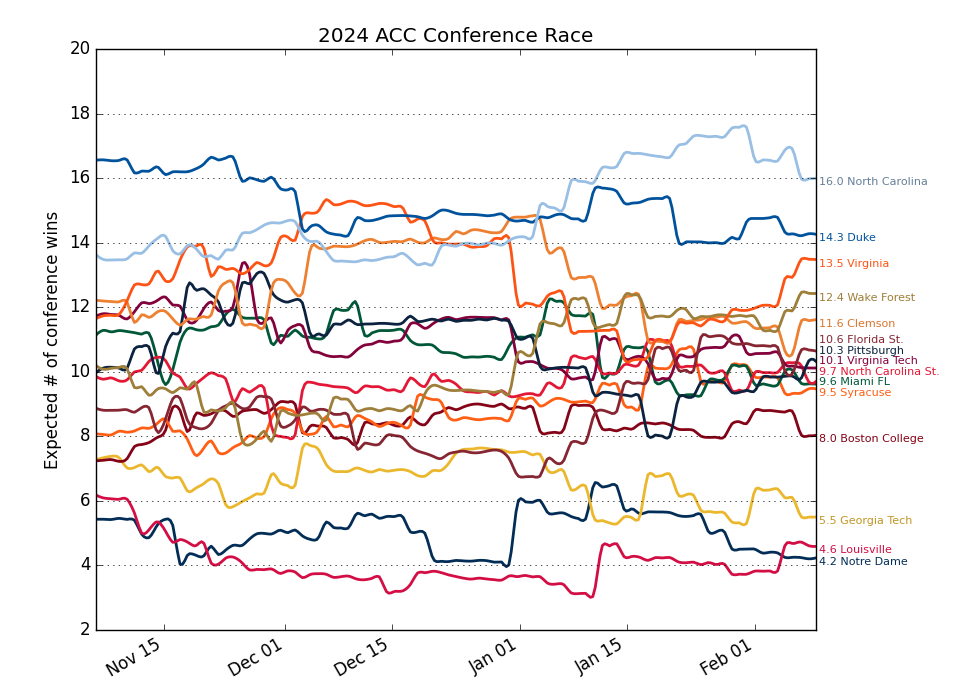 2024 ACC Conference Race
Expected # of conference wins
20
18
16
14
12
10
8
6
4
2
Nov 15
Dec 01
Dec 15
Jan 01
Jan 15
Feb 01
16.0 North Carolina
14.3 Duke
13.5 Virginia
12.4 Wake Forest
11.6 Clemson
10.6 Florida St.
10.3 Pittsburgh
10.1 Virginia Tech
9.7 North Carolina St.
9.6 Miami FL
9.5 Syracuse
8.0 Boston College
5.5 Georgia Tech
4.6 Louisville
4.2 Notre Dame